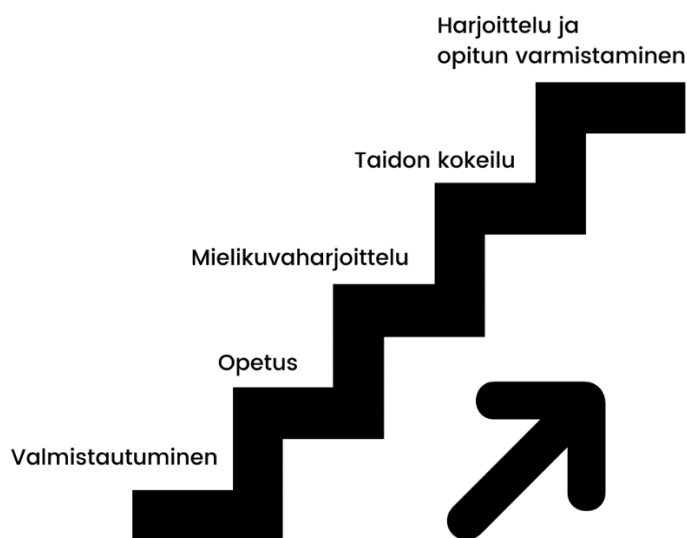 Harjoittelu ja
opitun varmistaminen
Taidon kokeilu
Mielikuvaharjoittelu
Opetus
Valmistautuminen